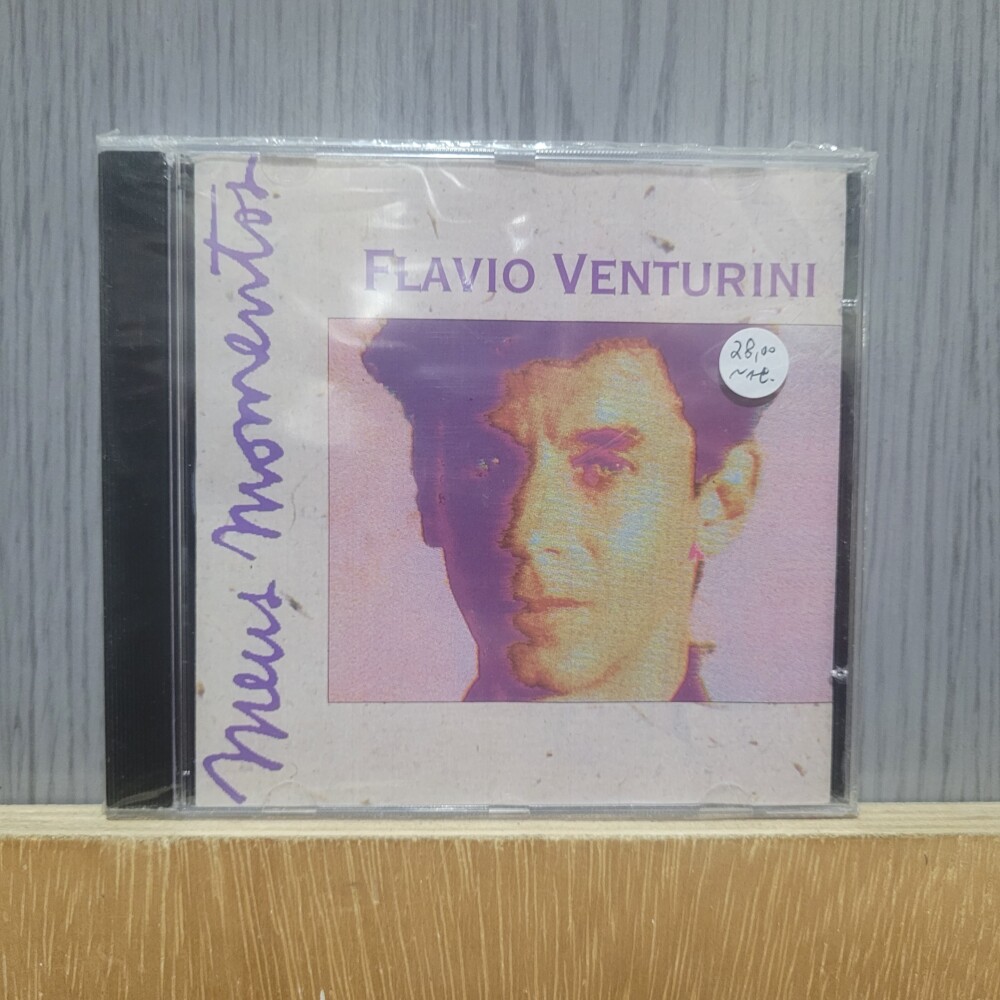 Meus Momentos
FLAVIO VENTURINI
28,00